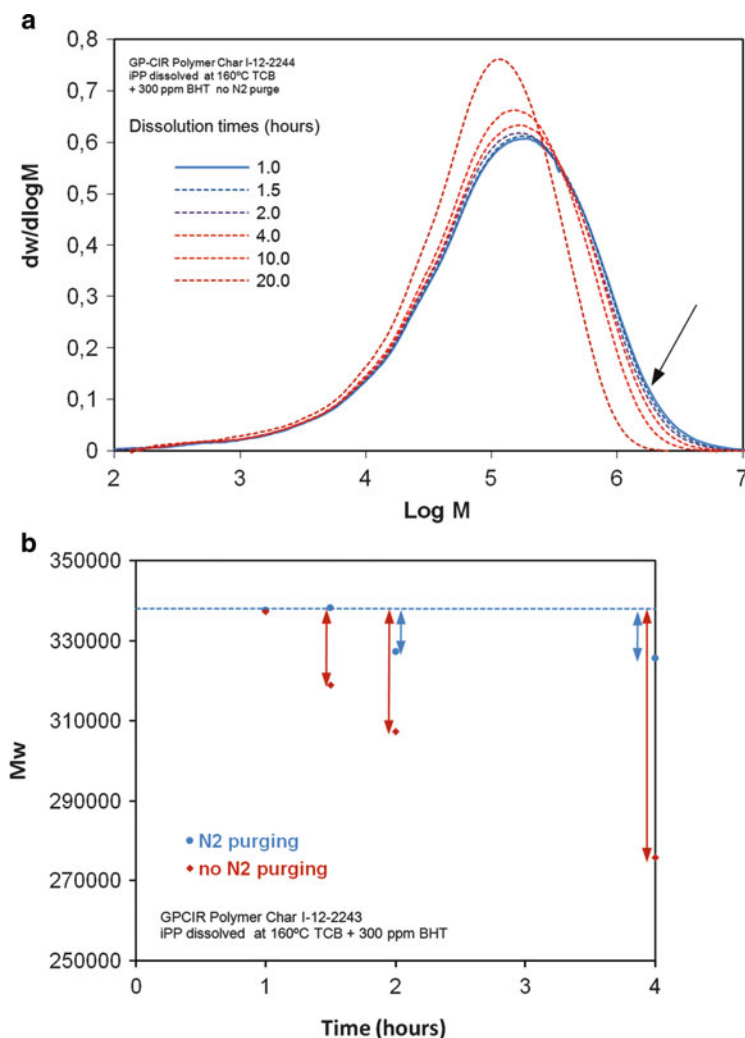 a
0,8
0,7
0,6
0,5
0,4
0,3
0,2
0,1
0
dw/dlogM
GP-CIR Polymer Char I-12-2244
iPP dissolved at 160ºC TCB
+ 300 ppm BHT no N2 purge
Dissolution times (hours)
1.0
1.5
2.0
4.0
10.0
20.0
2 3 4 5 6 7
Log M
b
350000
330000
310000
290000
270000
250000
Mw
N2 purging
no N2 purging
GPCIR Polymer Char I-12-2243
iPP dissolved at 160ºC TCB + 300 ppm BHT
0 1 2 3 4
Time (hours)